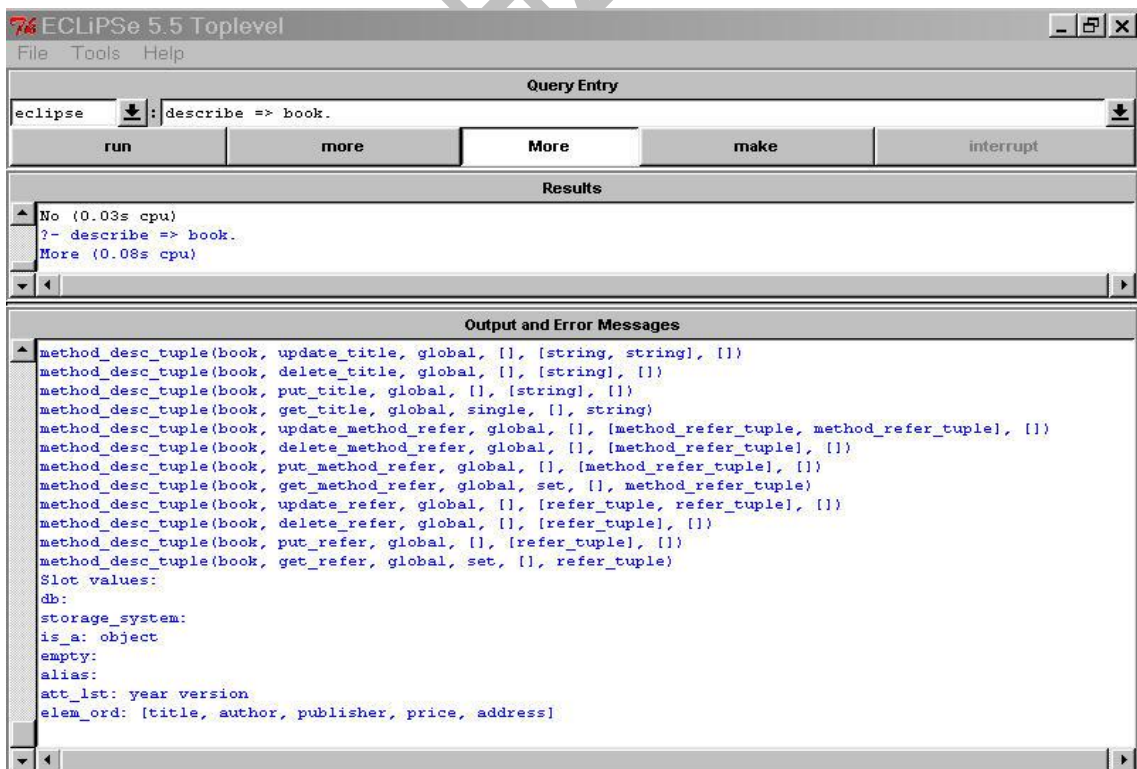 ECLiPSe 5.5 Toplevel
File Tools Help
Query Entry
eclipse : describe => book.
run more More make interrupt
Results
No (0.03s cpu)
?- describe => book.
More (0.08s cpu)
Output and Error Messages
method_desc_tuple(book, update_title, global, [], [string, string], [])
method_desc_tuple(book, delete_title, global, [], [string], [])
method_desc_tuple(book, put_title, global, [], [string], [])
method_desc_tuple(book, get_title, global, single, [], string)
method_desc_tuple(book, update_method_refer, global, [], [method_refer_tuple, method_refer_tuple], [])
method_desc_tuple(book, delete_method_refer, global, [], [method_refer_tuple], [])
method_desc_tuple(book, put_method_refer, global, [], [method_refer_tuple], [])
method_desc_tuple(book, get_method_refer, global, set, [], method_refer_tuple)
method_desc_tuple(book, update_refer, global, [], [refer_tuple, refer_tuple], [])
method_desc_tuple(book, delete_refer, global, [], [refer_tuple], [])
method_desc_tuple(book, put_refer, global, [], [refer_tuple], [])
method_desc_tuple(book, get_refer, global, set, [], refer_tuple)
Slot values:
db:
storage_system:
is_a: object
empty:
alias:
att_lst: year version
elem_ord: [title, author, publisher, price, address]